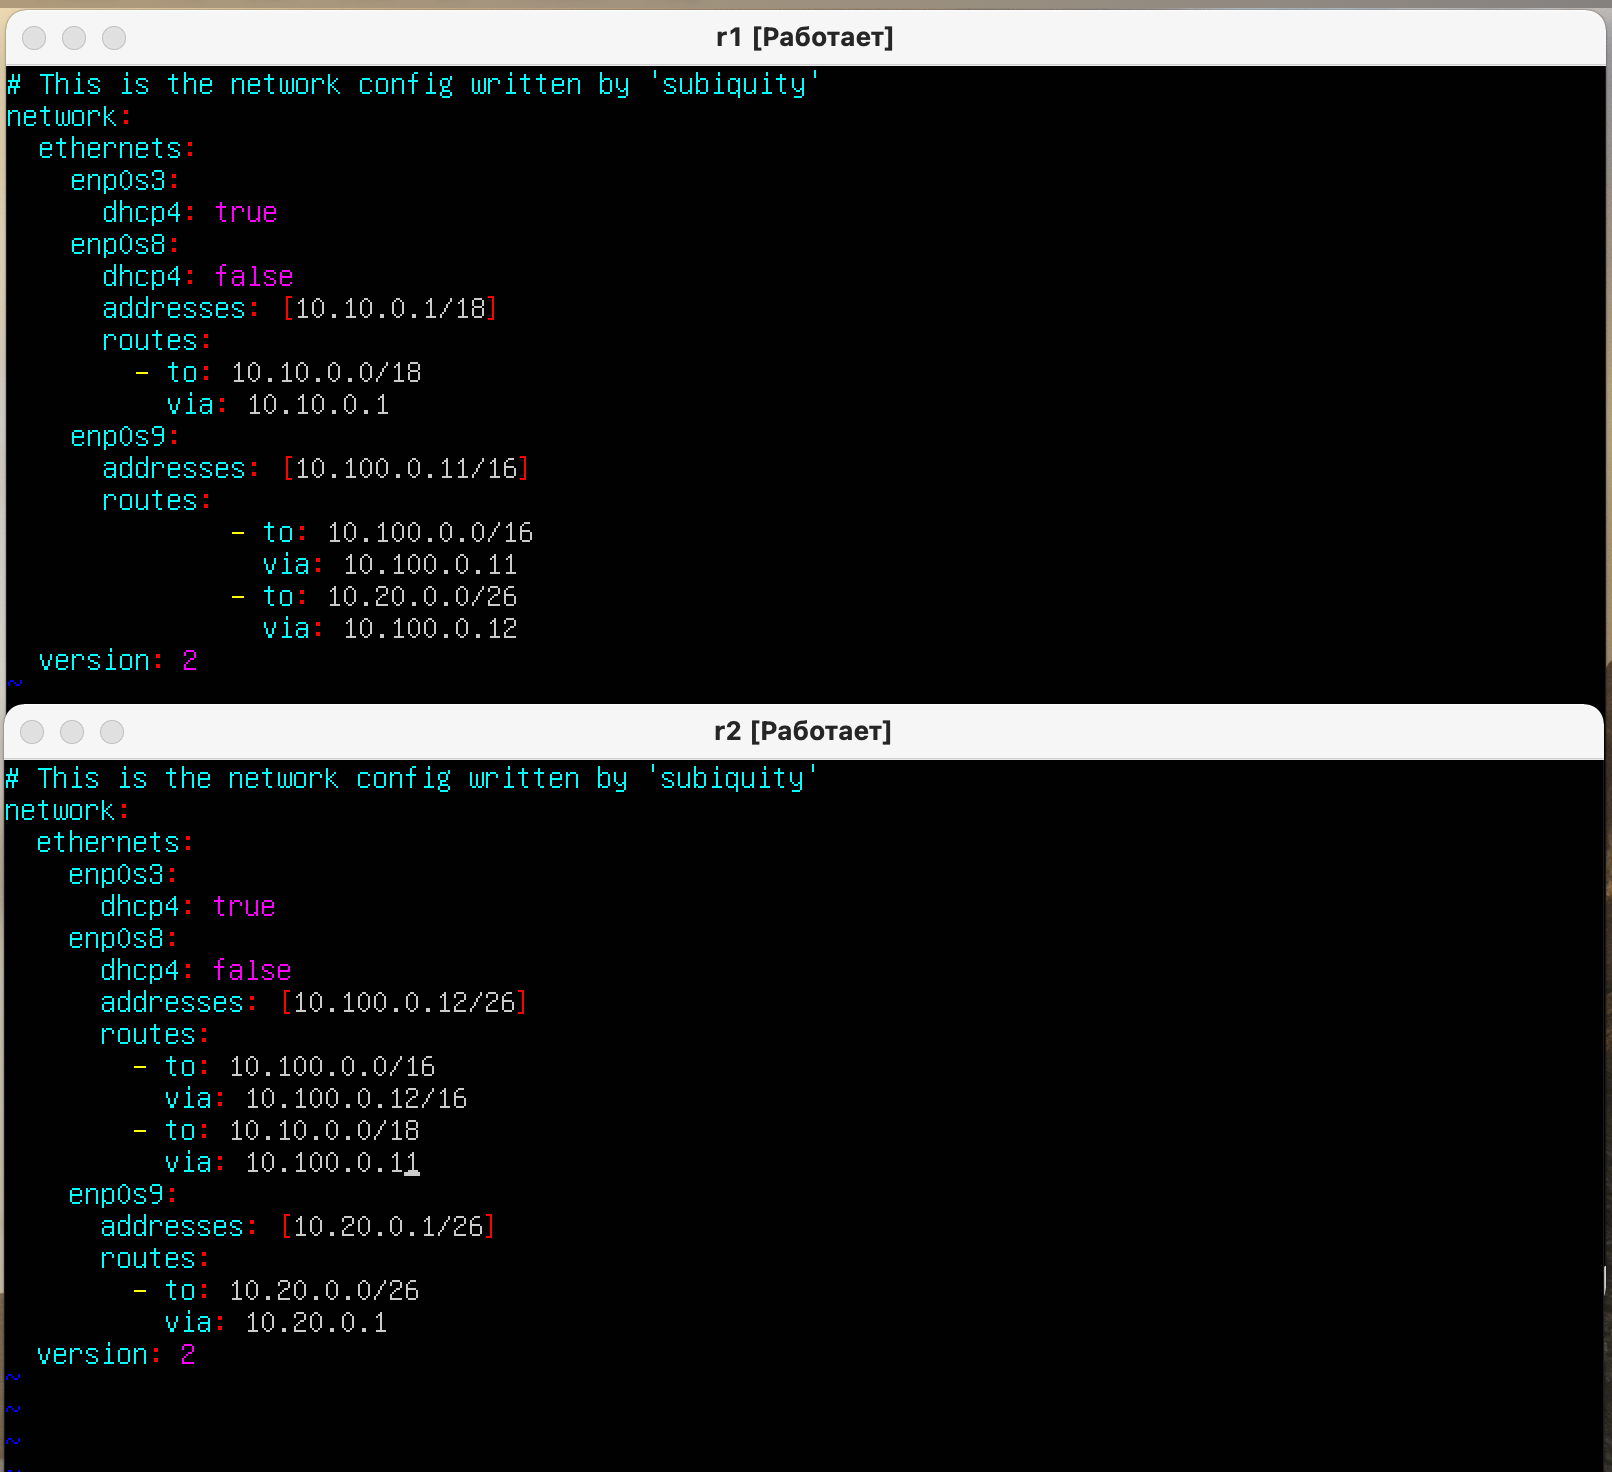 r1 [Работает]
# This is the network config written by 'subiquity'
network:
  ethernets:
    enp0s3:
      dhcp4: true
    enp0s8:
      dhcp4: false
      addresses: [10.10.0.1/18]
      routes:
        - to: 10.10.0.0/18
          via: 10.10.0.1
    enp0s9:
      addresses: [10.100.0.11/16]
      routes:
              - to: 10.100.0.0/16
                via: 10.100.0.11
              - to: 10.20.0.0/26
                via: 10.100.0.12
  version: 2
~
r2 [Работает]
# This is the network config written by 'subiquity'
network:
  ethernets:
    enp0s3:
      dhcp4: true
    enp0s8:
      dhcp4: false
      addresses: [10.100.0.12/26]
      routes:
        - to: 10.100.0.0/16
          via: 10.100.0.12/16
        - to: 10.10.0.0/18
          via: 10.100.0.11
    enp0s9:
      addresses: [10.20.0.1/26]
      routes:
        - to: 10.20.0.0/26
          via: 10.20.0.1
  version: 2
~
~
~
~